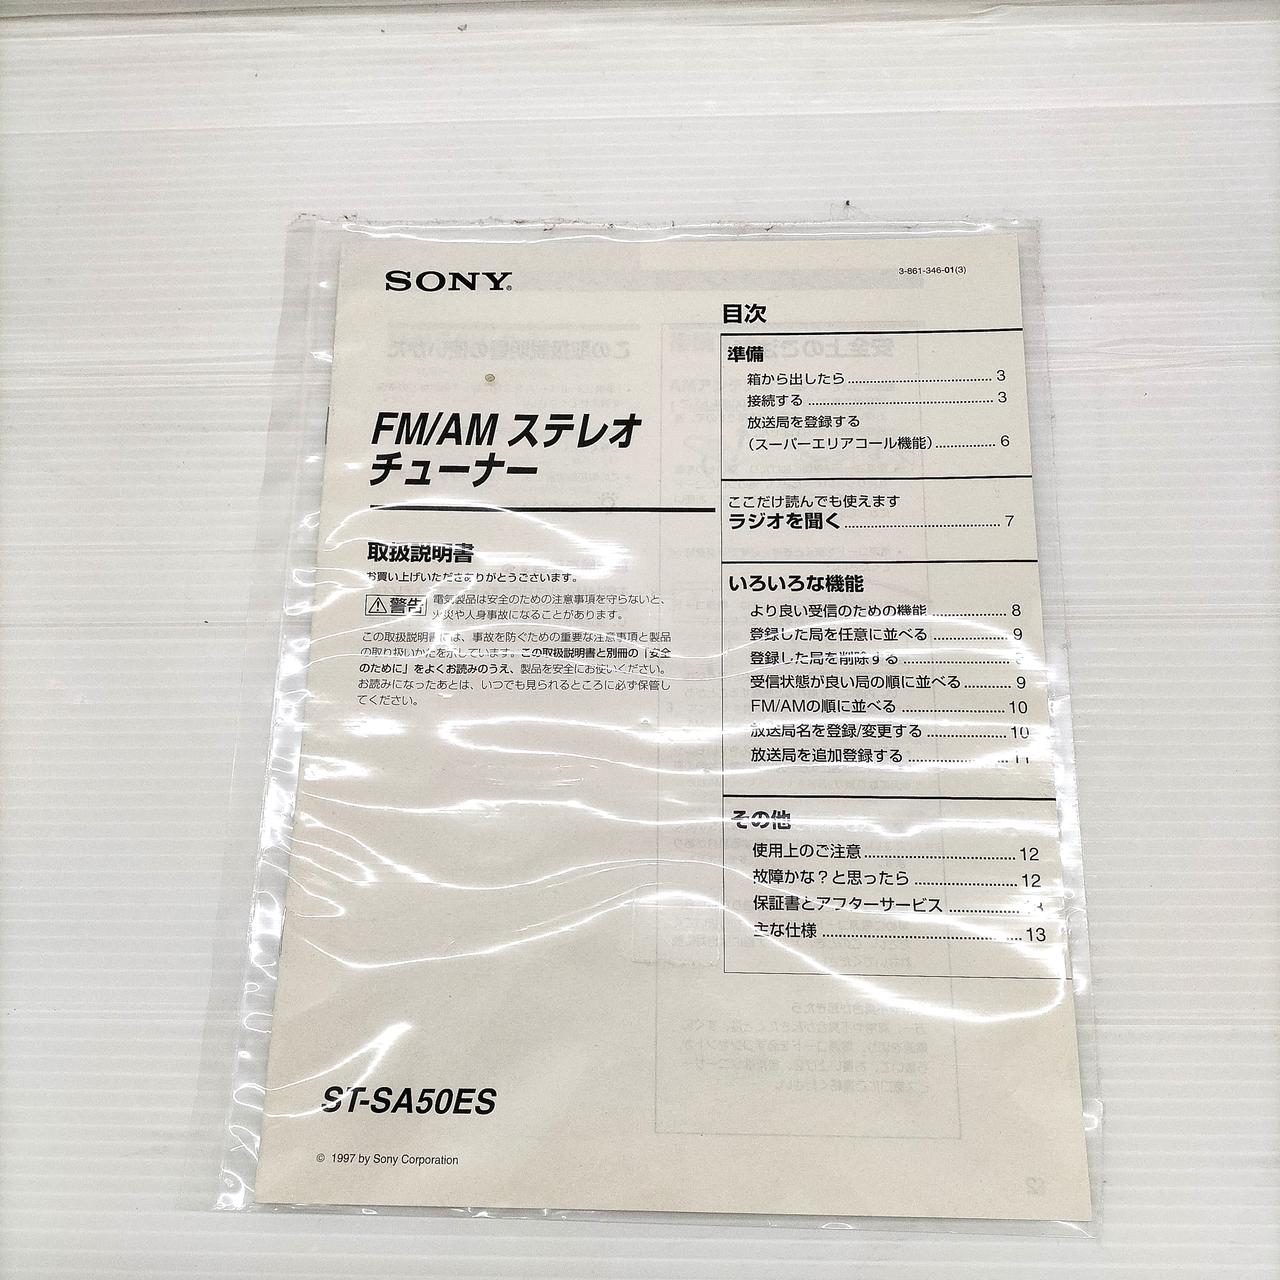 SONY®
FM/AM ステレオ
チューナー
取扱説明書
お買い上げいただきありがとうございます。
警告
電気製品は安全のための注意事項を守らないと、
火災や人身事故になることがあります。
この取扱説明書には、事故を防ぐための重要な注意事項と製品
の取り扱いかたを示しています。この取扱説明書と別冊の「安全
のために」をよくお読みのうえ、製品を安全にお使いください。
お読みになったあとは、いつでも見られるところに必ず保管し
てください。
ST-SA50ES
© 1997 by Sony Corporation
3-861-346-01(3)
目次
準備
箱から出したら 3
接続する 3
放送局を登録する
(スーパーエリアコール機能) 6
ここだけ読んでも使えます
ラジオを聞く 7
いろいろな機能
より良い受信のための機能 8
登録した局を任意に並べる 9
登録した局を削除する
受信状態が良い局の順に並べる 9
FM/AMの順に並べる 10
放送局名を登録/変更する 10
放送局を追加登録する 11
その他
使用上のご注意 12
故障かな?と思ったら 12
保証書とアフターサービス
主な仕様 13